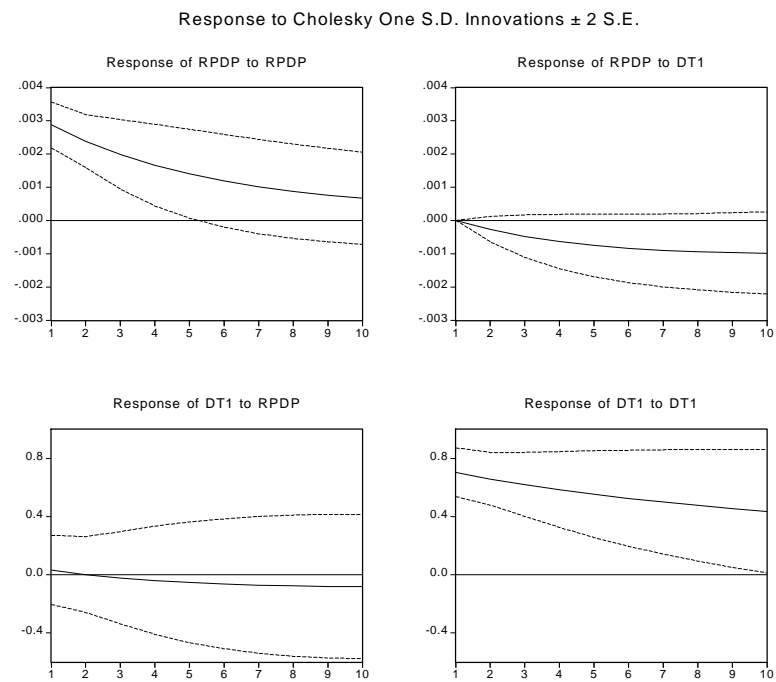 Response to Cholesky One S.D. Innovations ± 2 S.E.
Response of RPDP to RPDP
.004
.003
.002
.001
.000
-.001
-.002
-.003
1 2 3 4 5 6 7 8 9 10
Response of RPDP to DT1
.004
.003
.002
.001
.000
-.001
-.002
-.003
1 2 3 4 5 6 7 8 9 10
Response of DT1 to RPDP
0.8
0.4
0.0
-0.4
1 2 3 4 5 6 7 8 9 10
Response of DT1 to DT1
0.8
0.4
0.0
-0.4
1 2 3 4 5 6 7 8 9 10